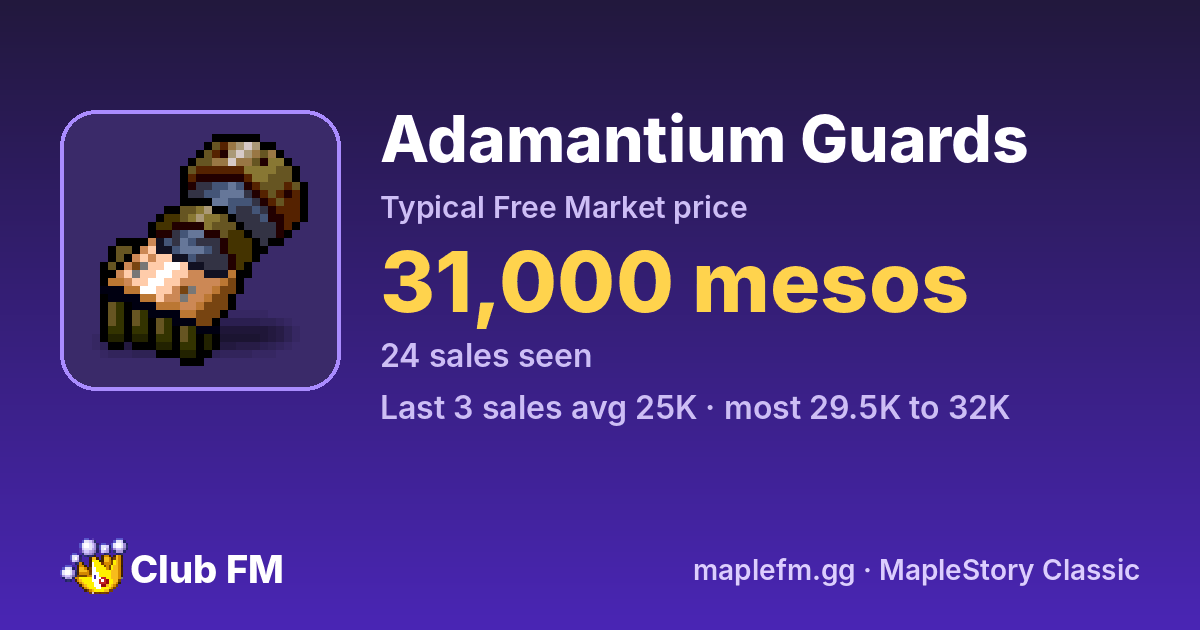 Adamantium Guards
Typical Free Market price
31,000 mesos
24 sales seen
Last 3 sales avg 25K · most 29.5K to 32K
Club FM
maplefm.gg · MapleStory Classic